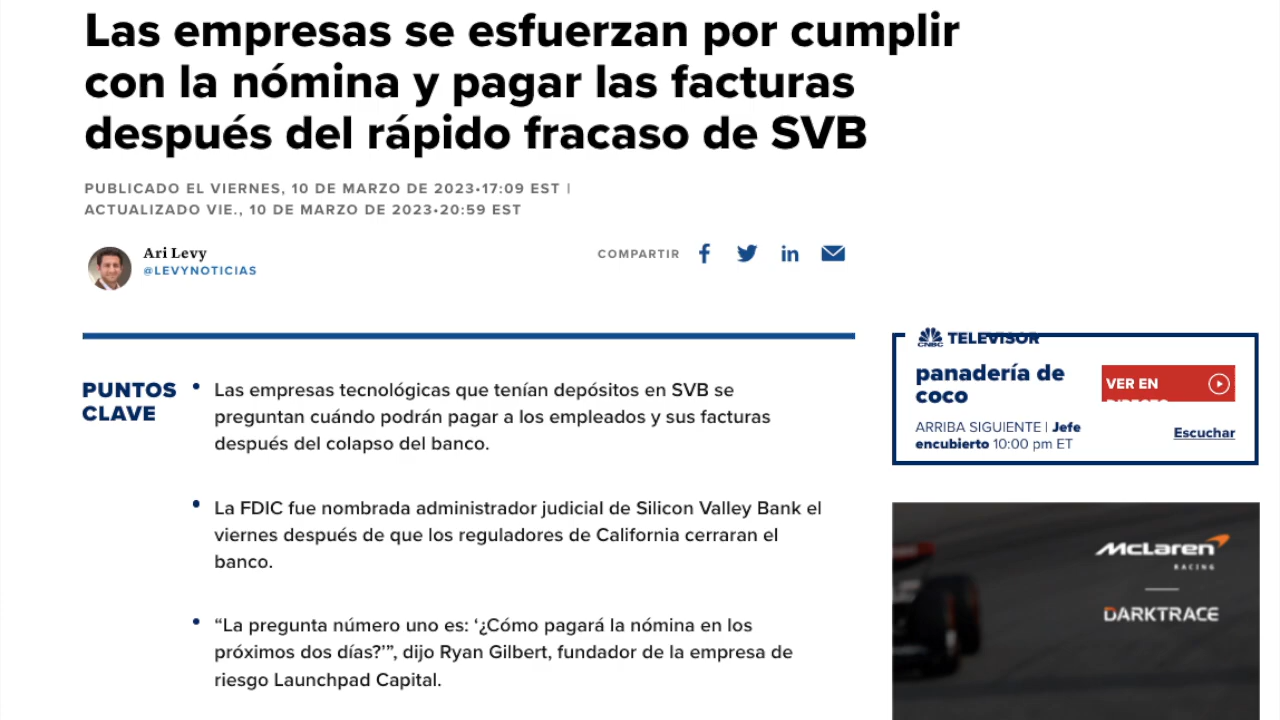 Las empresas se esfuerzan por cumplir
con la nómina y pagar las facturas
después del rápido fracaso de SVB
PUBLICADO EL VIERNES, 10 DE MARZO DE 2023•17:09 EST |
ACTUALIZADO VIE., 10 DE MARZO DE 2023•20:59 EST
Ari Levy
@LEVYNOTICIAS
COMPARTIR
PUNTOS
CLAVE
• Las empresas tecnológicas que tenían depósitos en SVB se
preguntan cuándo podrán pagar a los empleados y sus facturas
después del colapso del banco.
• La FDIC fue nombrada administrador judicial de Silicon Valley Bank el
viernes después de que los reguladores de California cerraran el
banco.
• “La pregunta número uno es: ‘¿Cómo pagará la nómina en los
próximos dos días?’”, dijo Ryan Gilbert, fundador de la empresa de
riesgo Launchpad Capital.
CNBC TELEVISOR
panadería de
coco
VER EN
DIRECTO
ARRIBA SIGUIENTE | Jefe
encubierto 10:00 pm ET
Escuchar
McLaren
RACING
DARKTRACE